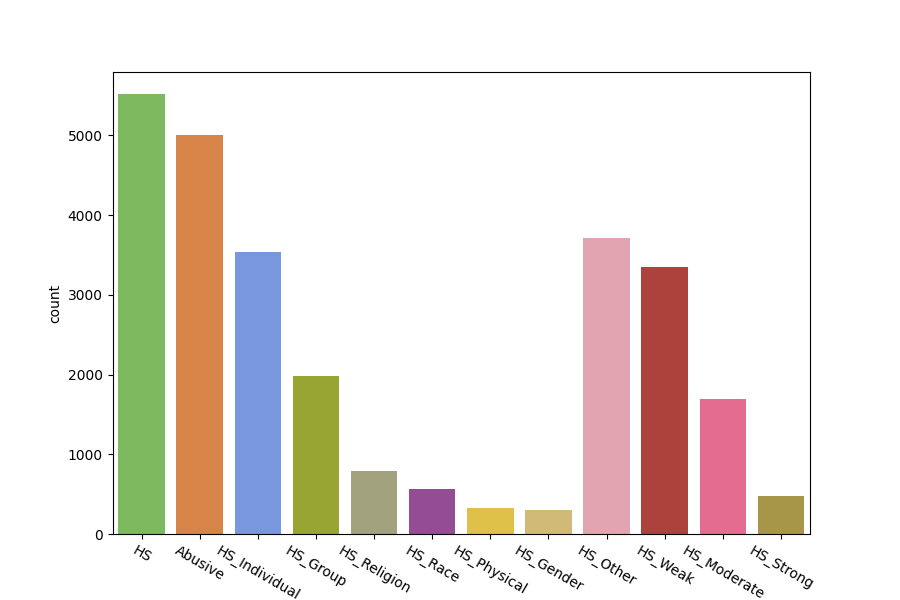 5000
4000
3000
2000
1000
0
count
HS
Abusive
HS_Individual
HS_Group
HS_Religion
HS_Race
HS_Physical
HS_Gender
HS_Other
HS_Weak
HS_Moderate
HS_Strong